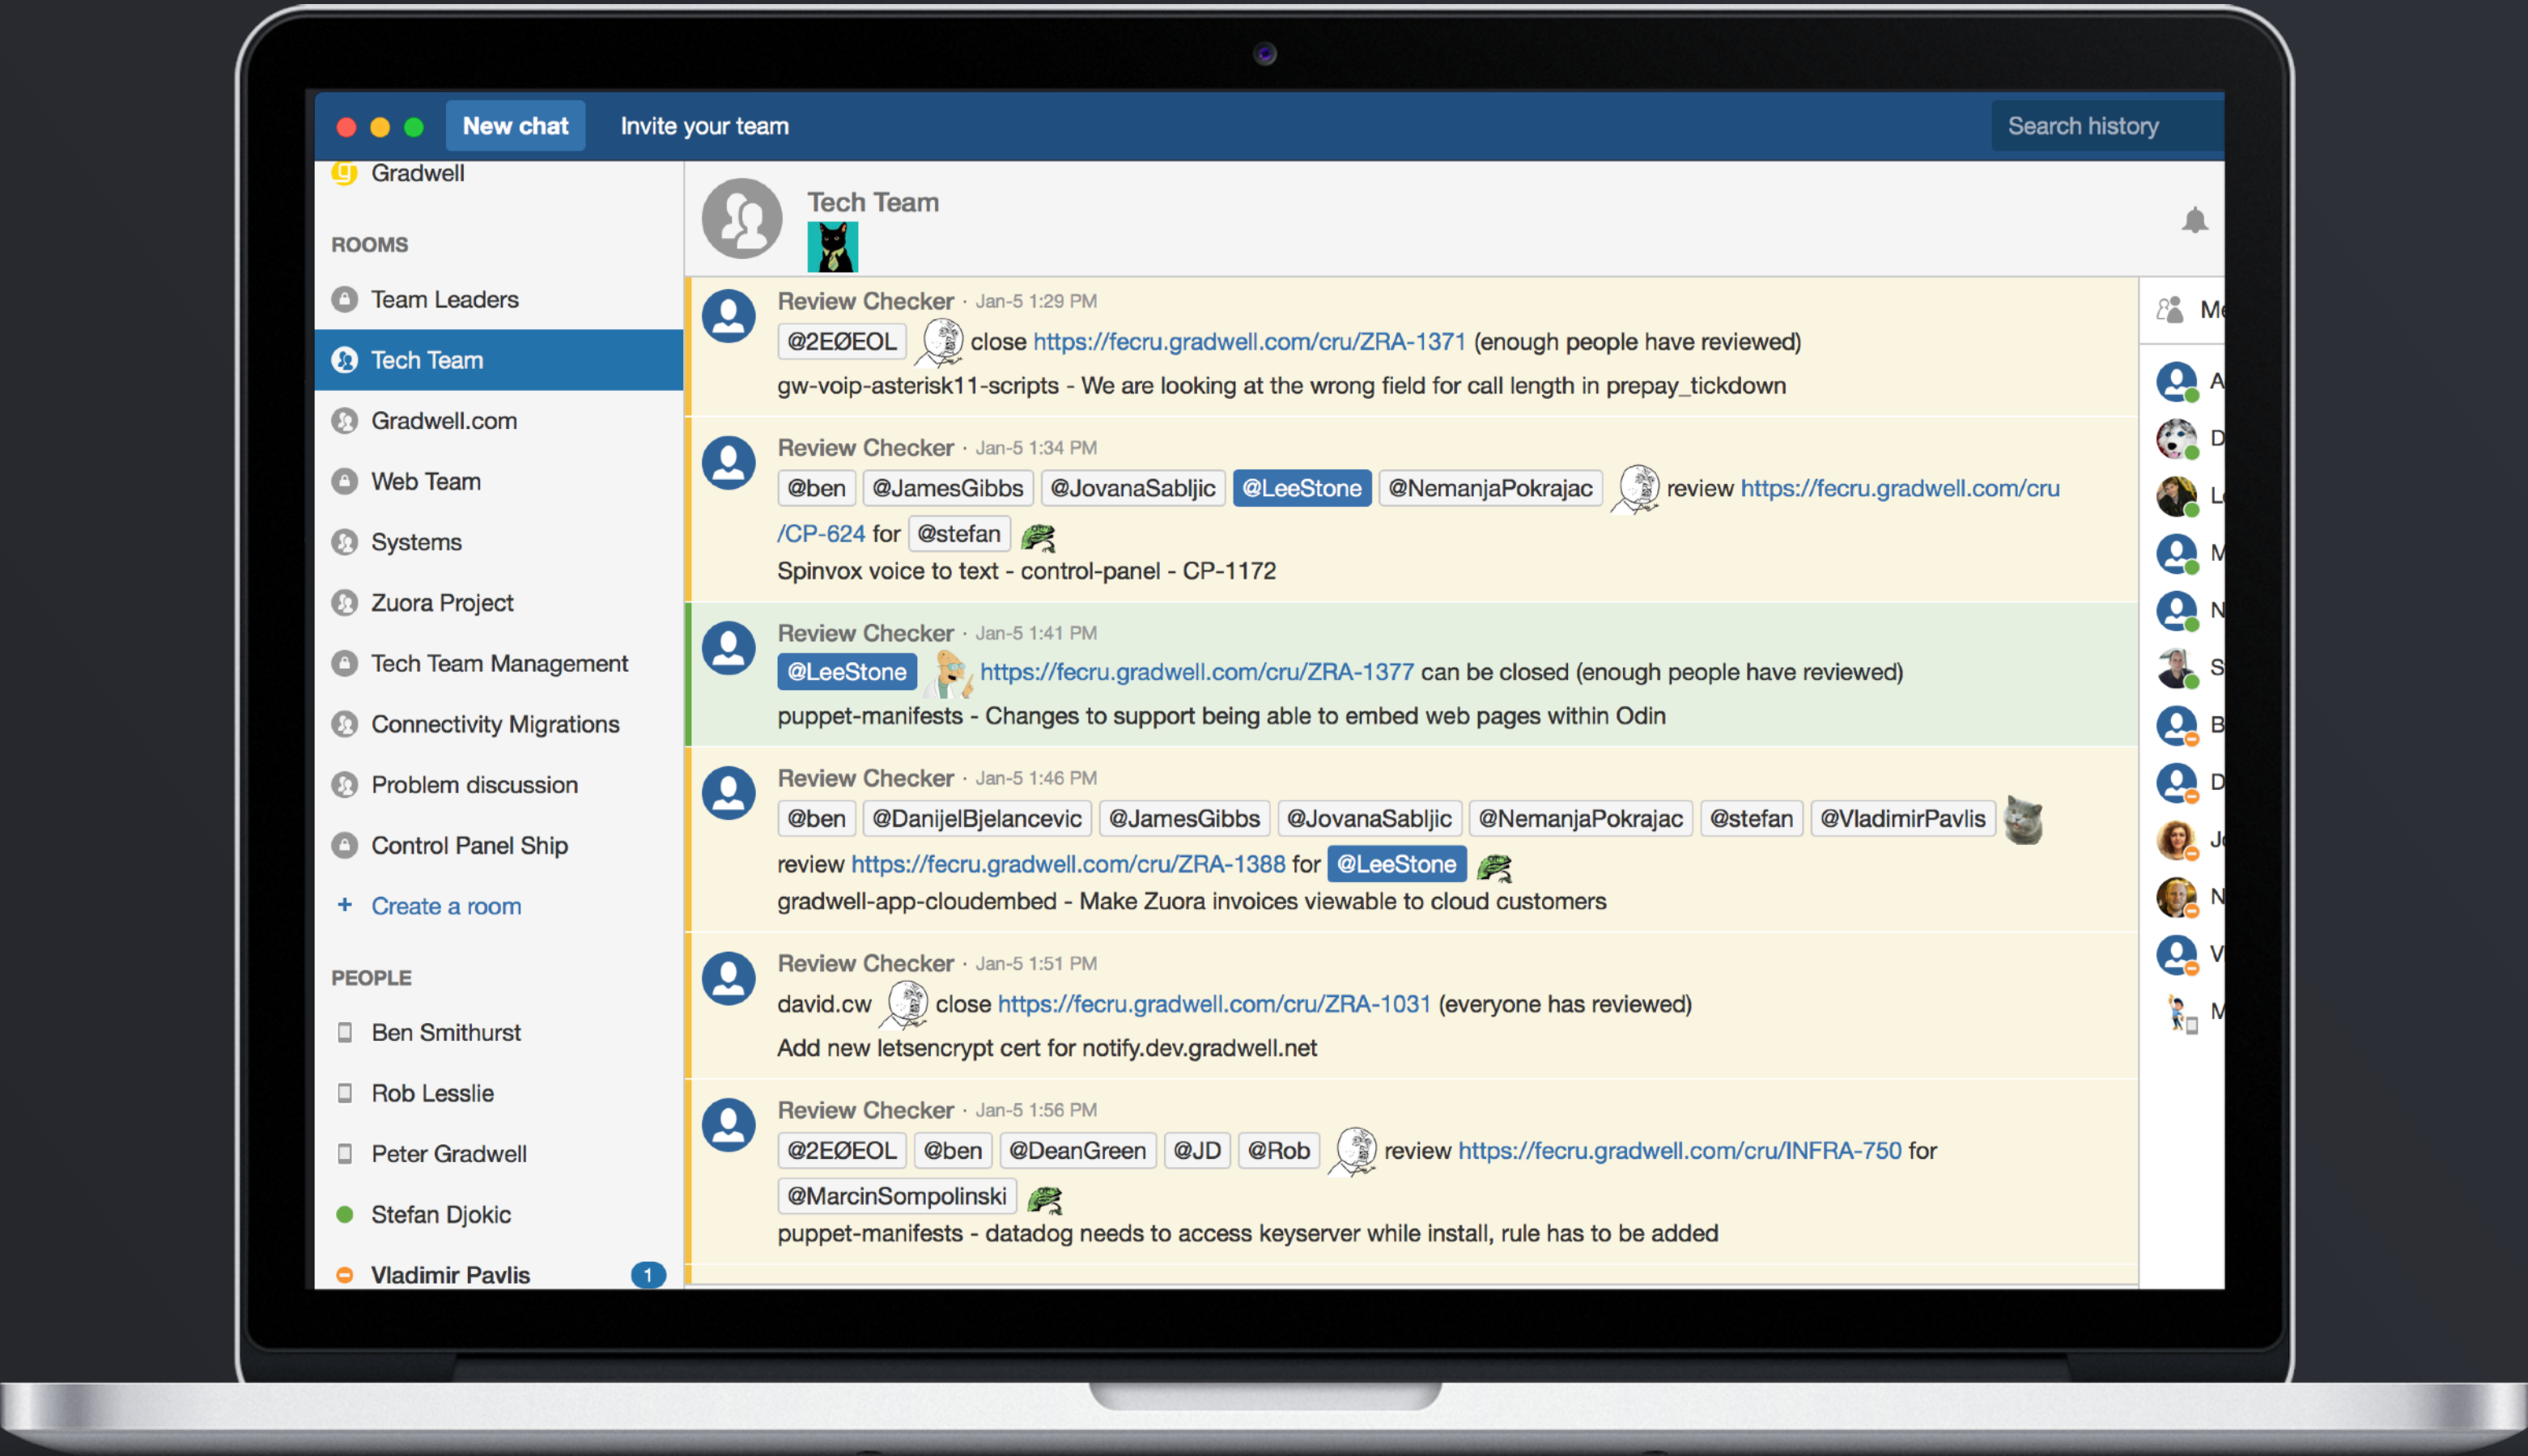 New chat
Invite your team
Search history
Gradwell
ROOMS
Team Leaders
Tech Team
Gradwell.com
Web Team
Systems
Zuora Project
Tech Team Management
Connectivity Migrations
Problem discussion
Control Panel Ship
+ Create a room
PEOPLE
Ben Smithurst
Rob Lesslie
Peter Gradwell
Stefan Djokic
Vladimir Pavlis 1
Tech Team
Review Checker · Jan-5 1:29 PM
@2EØEOL close https://fecru.gradwell.com/cru/ZRA-1371 (enough people have reviewed)
gw-voip-asterisk11-scripts - We are looking at the wrong field for call length in prepay_tickdown
Review Checker · Jan-5 1:34 PM
@ben @JamesGibbs @JovanaSabljic @LeeStone @NemanjaPokrajac review https://fecru.gradwell.com/cru
/CP-624 for @stefan
Spinvox voice to text - control-panel - CP-1172
Review Checker · Jan-5 1:41 PM
@LeeStone https://fecru.gradwell.com/cru/ZRA-1377 can be closed (enough people have reviewed)
puppet-manifests - Changes to support being able to embed web pages within Odin
Review Checker · Jan-5 1:46 PM
@ben @DanijelBjelancevic @JamesGibbs @JovanaSabljic @NemanjaPokrajac @stefan @VladimirPavlis
review https://fecru.gradwell.com/cru/ZRA-1388 for @LeeStone
gradwell-app-cloudembed - Make Zuora invoices viewable to cloud customers
Review Checker · Jan-5 1:51 PM
david.cw close https://fecru.gradwell.com/cru/ZRA-1031 (everyone has reviewed)
Add new letsencrypt cert for notify.dev.gradwell.net
Review Checker · Jan-5 1:56 PM
@2EØEOL @ben @DeanGreen @JD @Rob review https://fecru.gradwell.com/cru/INFRA-750 for
@MarcinSompolinski
puppet-manifests - datadog needs to access keyserver while install, rule has to be added